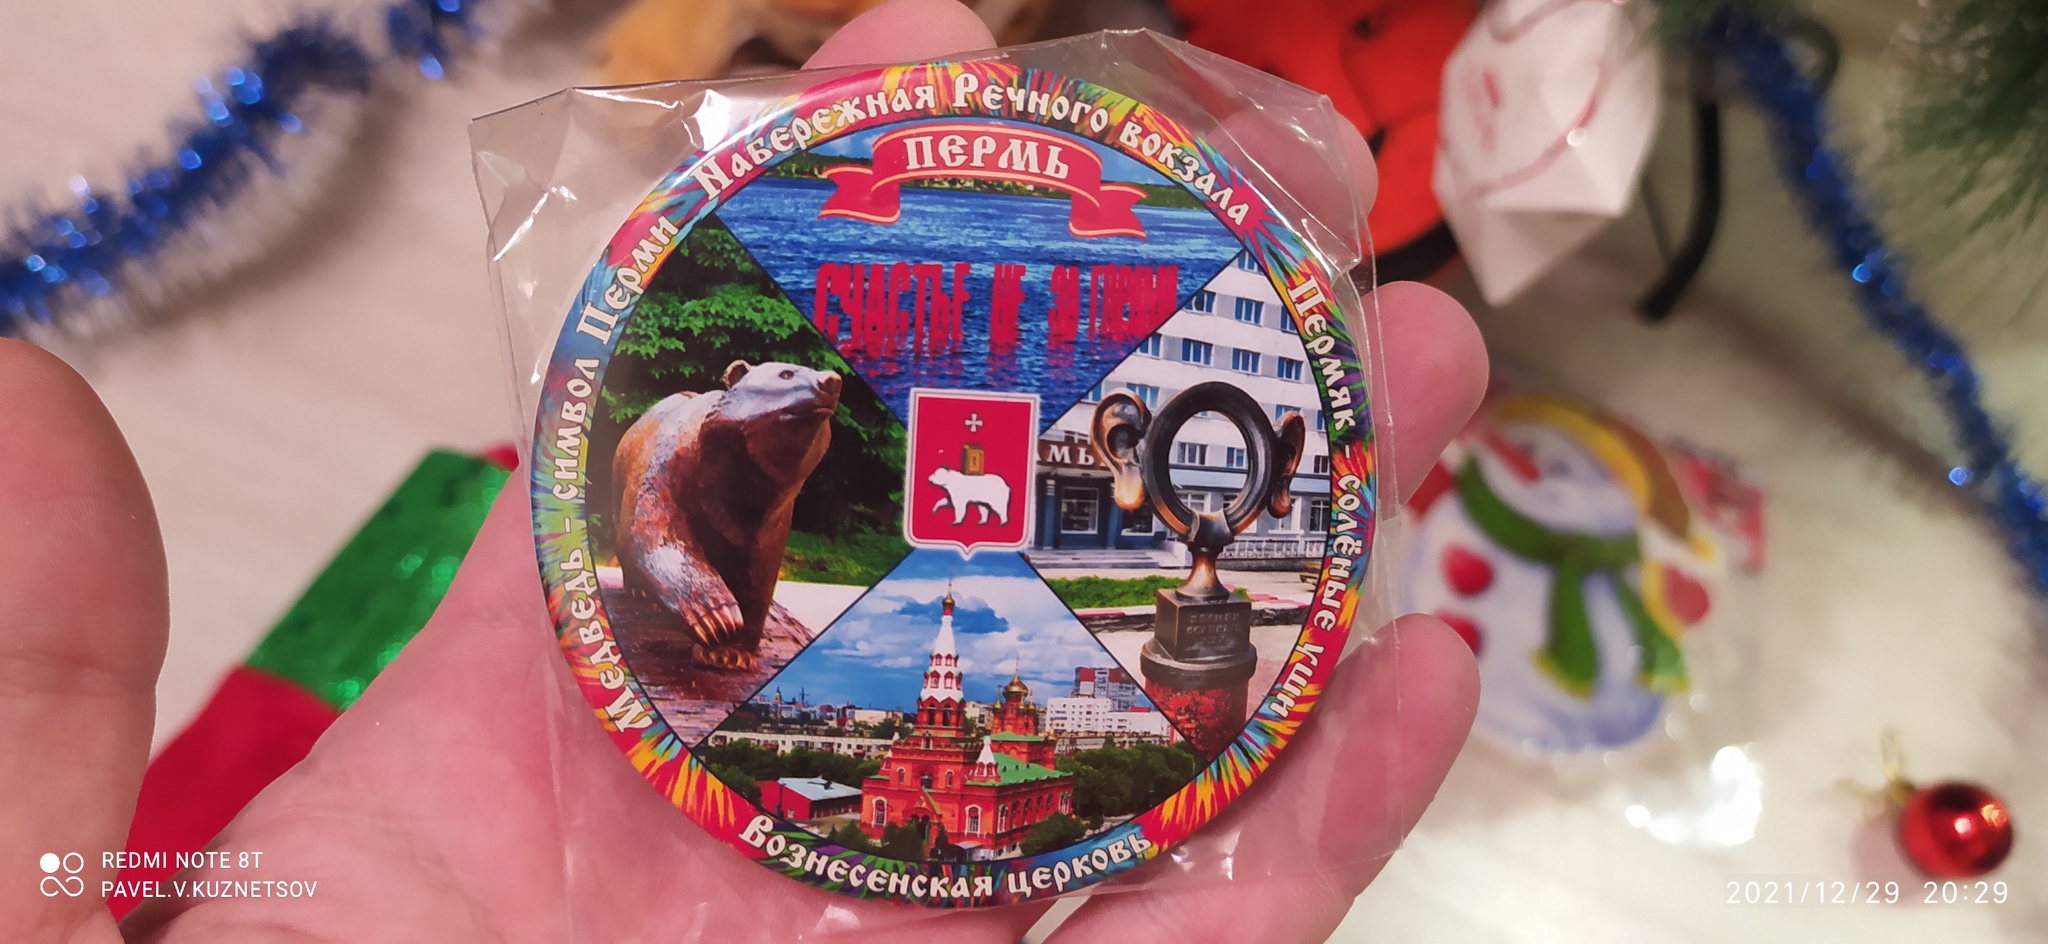 Набережная Речного вокзала
ПЕРМЬ
СЧАСТЬЕ НЕ ЗА ГОРАМИ
Медведь - символ Перми
Пермяк - солёные уши
Вознесенская церковь
REDMI NOTE 8T
PAVEL.V.KUZNETSOV
2021/12/29 20:29